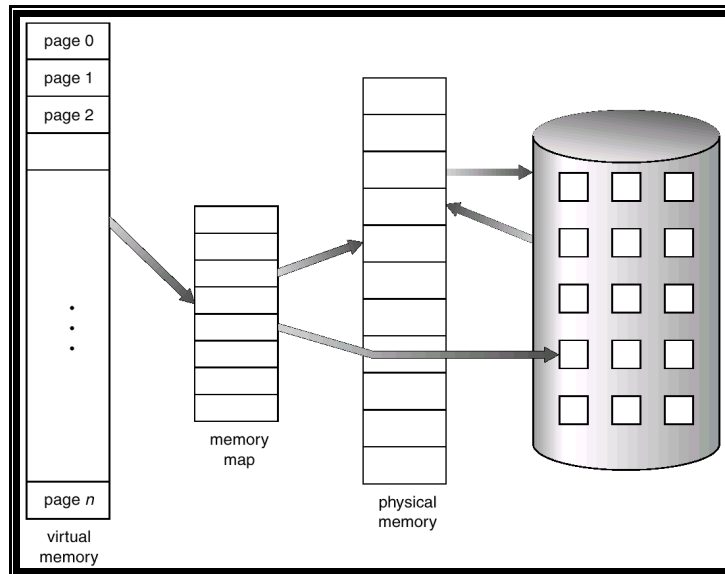 page 0
page 1
page 2
page n
virtual
memory
memory
map
physical
memory